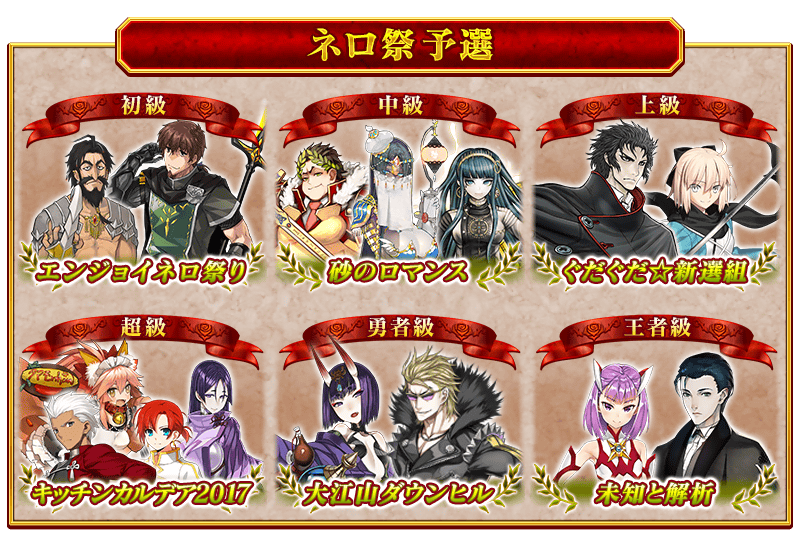 ネロ祭予選
初級
エンジョイネロ祭り
中級
砂のロマンス
上級
ぐだぐだ☆新選組
超級
キッチンカルデア2017
勇者級
大江山ダウンヒル
王者級
未知と解析